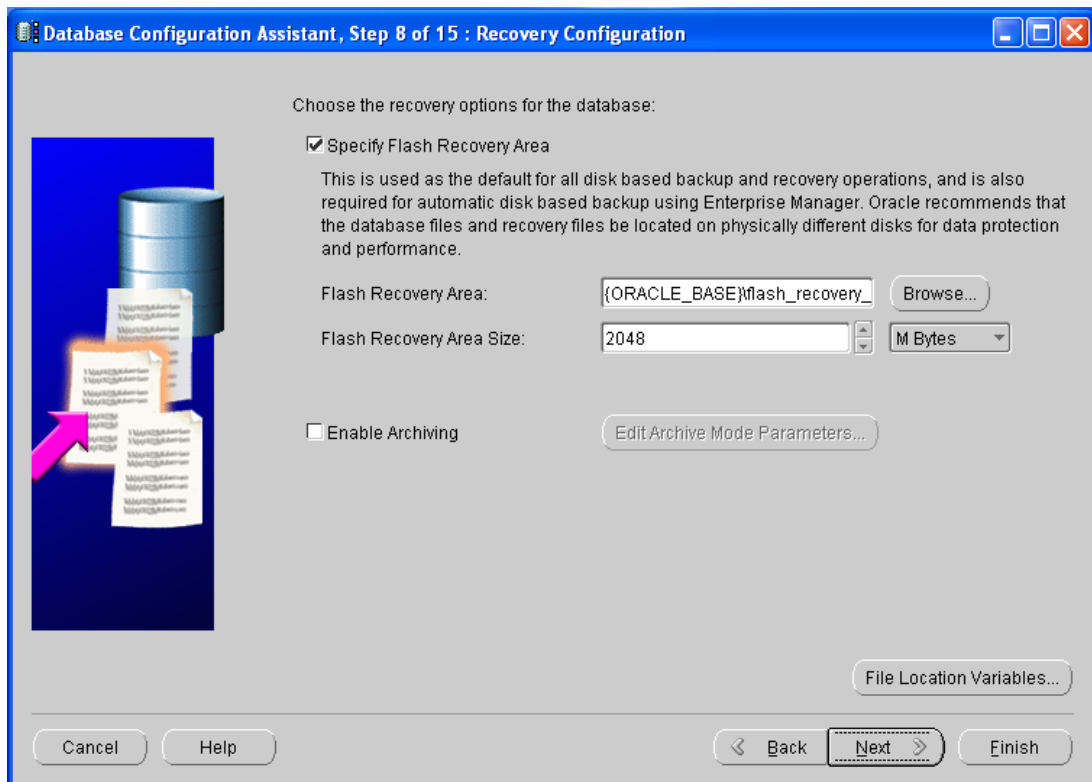 Database Configuration Assistant, Step 8 of 15 : Recovery Configuration
Choose the recovery options for the database:
Specify Flash Recovery Area
This is used as the default for all disk based backup and recovery operations, and is also
required for automatic disk based backup using Enterprise Manager. Oracle recommends that
the database files and recovery files be located on physically different disks for data protection
and performance.
Flash Recovery Area: {ORACLE_BASE}\flash_recovery_ Browse...
Flash Recovery Area Size: 2048 M Bytes
Enable Archiving Edit Archive Mode Parameters...
File Location Variables...
Cancel Help Back Next Finish